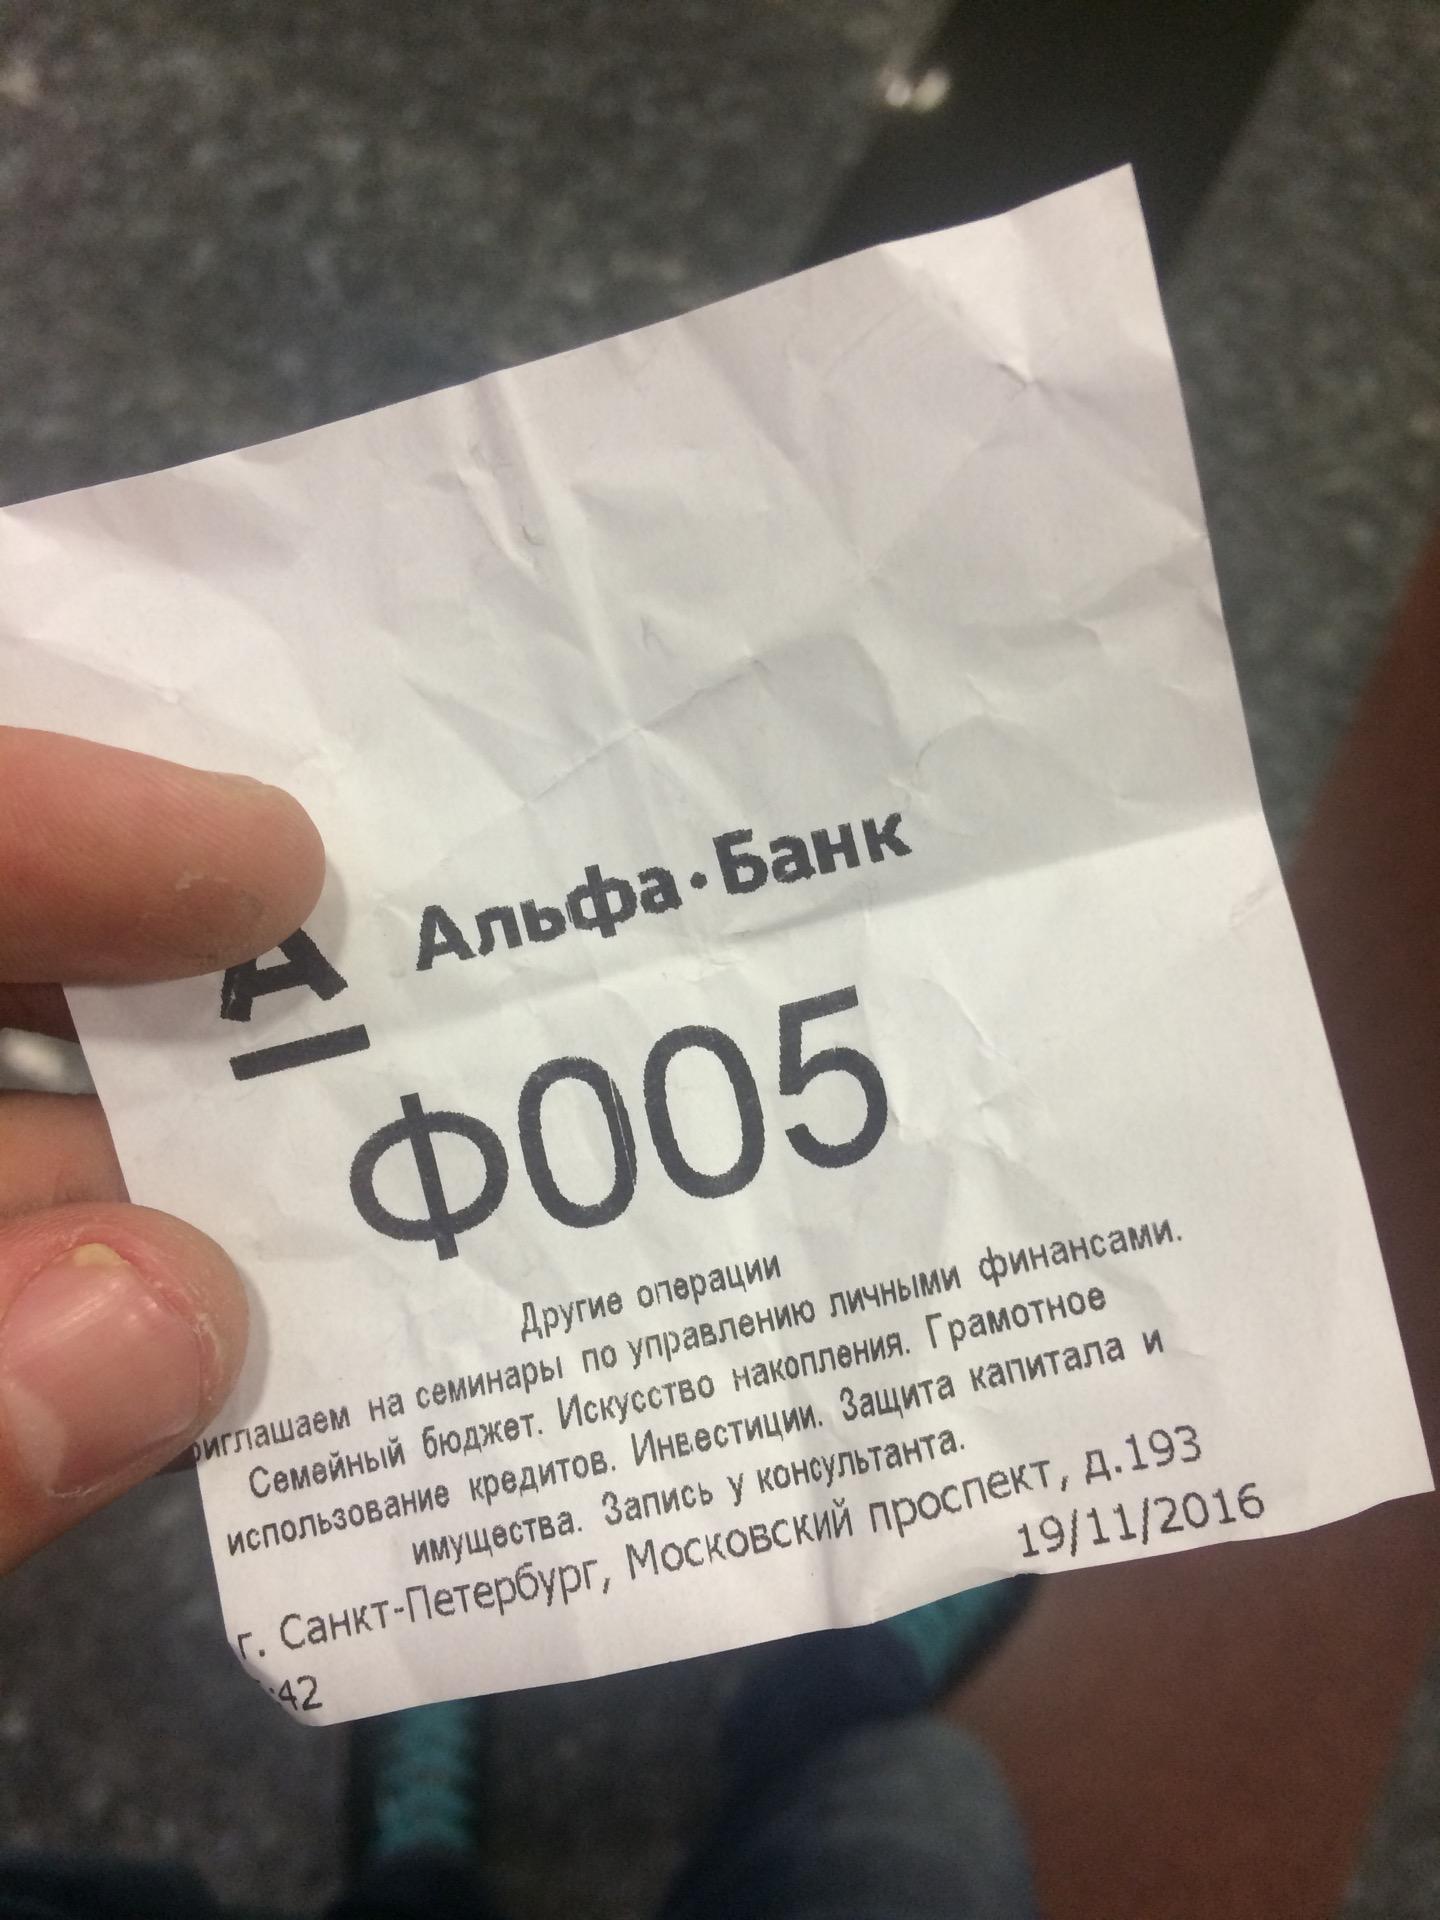 А Альфа·Банк
Ф005
Другие операции
риглашаем на семинары по управлению личными финансами.
Семейный бюджет. Искусство накопления. Грамотное
использование кредитов. Инвестиции. Защита капитала и
имущества. Запись у консультанта.
г. Санкт-Петербург, Московский проспект, д.193
:42 19/11/2016